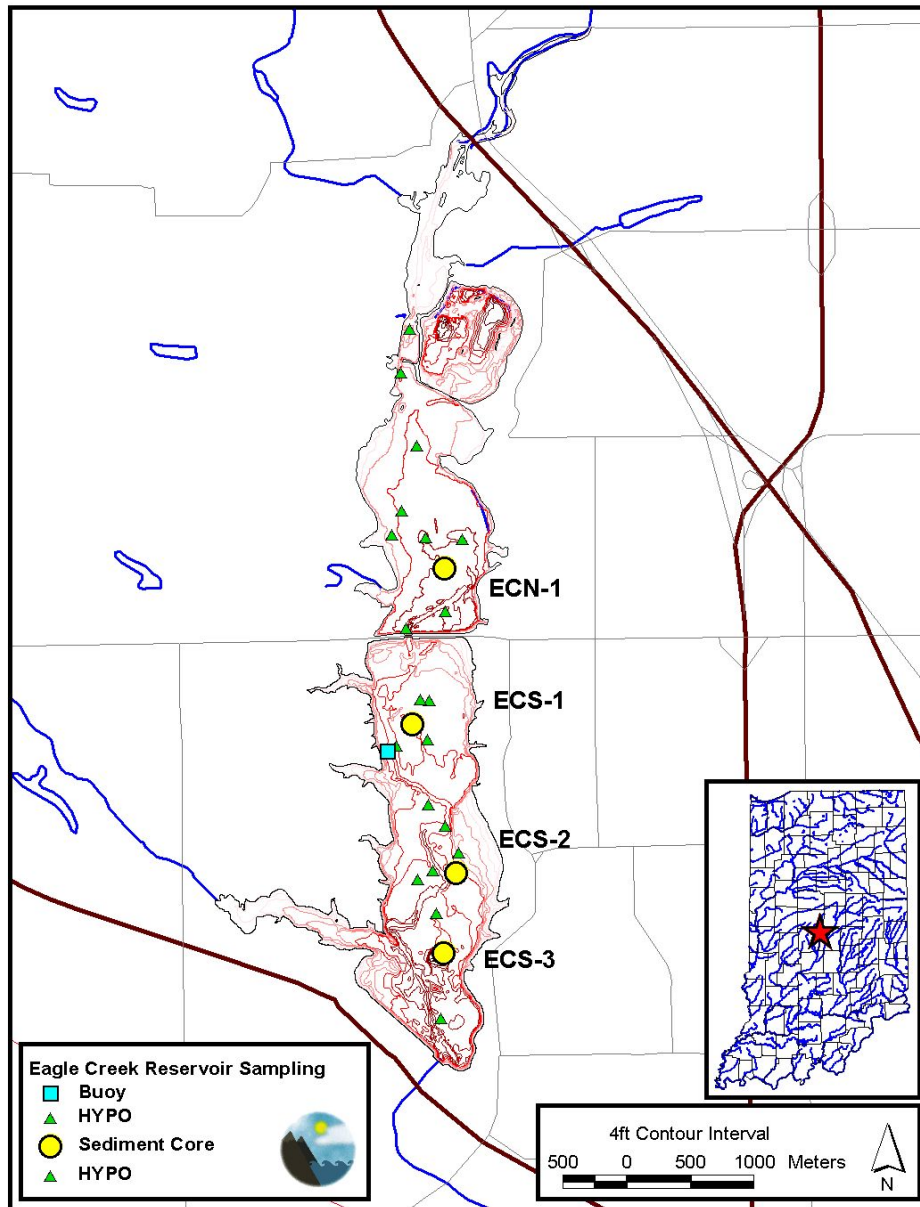 ECN-1
ECS-1
ECS-2
ECS-3
Eagle Creek Reservoir Sampling
Buoy
HYPO
Sediment Core
HYPO
4ft Contour Interval
500 0 500 1000 Meters
N